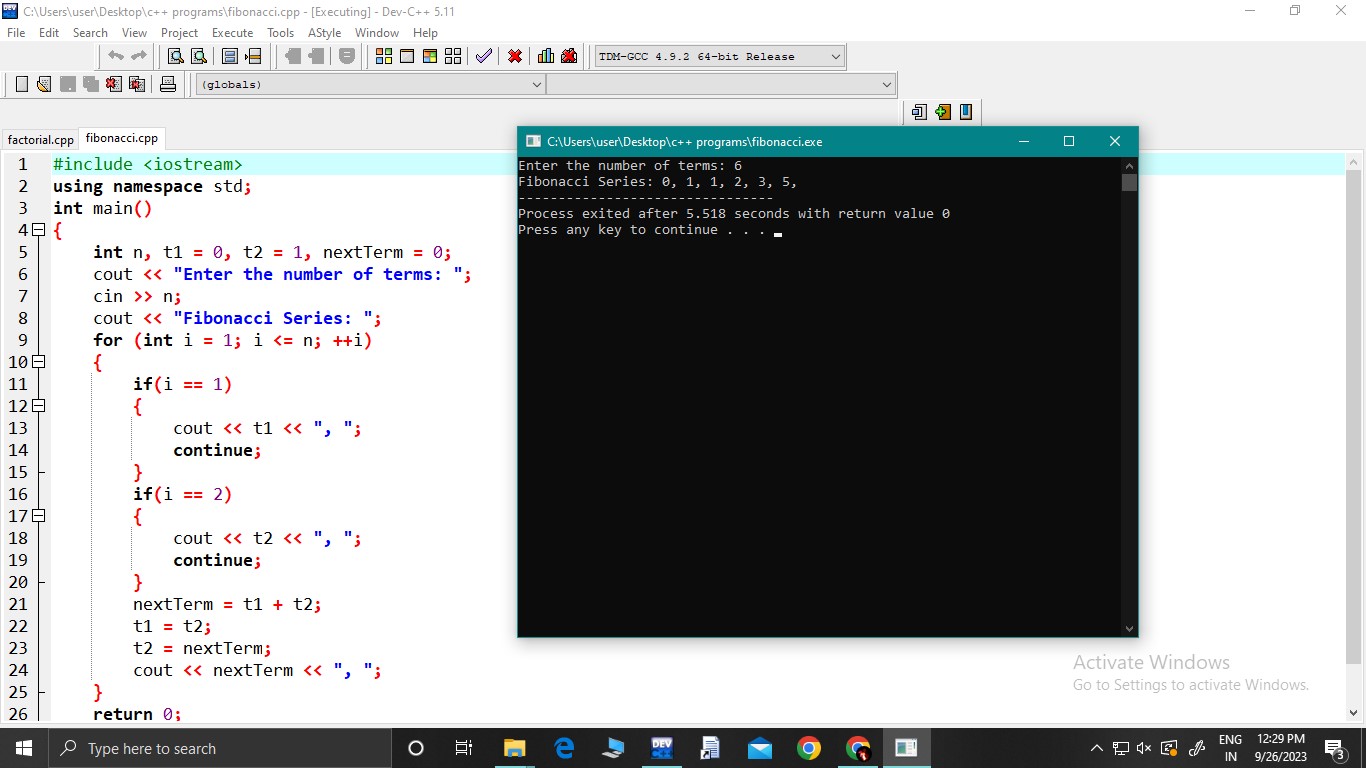 C:\Users\user\Desktop\c++ programs\fibonacci.cpp - [Executing] - Dev-C++ 5.11
File Edit Search View Project Execute Tools AStyle Window Help
TDM-GCC 4.9.2 64-bit Release
(globals)
factorial.cpp fibonacci.cpp
1 #include <iostream>
2 using namespace std;
3 int main()
4 {
5 int n, t1 = 0, t2 = 1, nextTerm = 0;
6 cout << "Enter the number of terms: ";
7 cin >> n;
8 cout << "Fibonacci Series: ";
9 for (int i = 1; i <= n; ++i)
10 {
11 if(i == 1)
12 {
13 cout << t1 << ", ";
14 continue;
15 }
16 if(i == 2)
17 {
18 cout << t2 << ", ";
19 continue;
20 }
21 nextTerm = t1 + t2;
22 t1 = t2;
23 t2 = nextTerm;
24 cout << nextTerm << ", ";
25 }
26 return 0;
C:\Users\user\Desktop\c++ programs\fibonacci.exe
Enter the number of terms: 6
Fibonacci Series: 0, 1, 1, 2, 3, 5,
--------------------------------
Process exited after 5.518 seconds with return value 0
Press any key to continue . . .
Activate Windows
Go to Settings to activate Windows.
Type here to search
DEV
ENG
IN
12:29 PM
9/26/2023
3